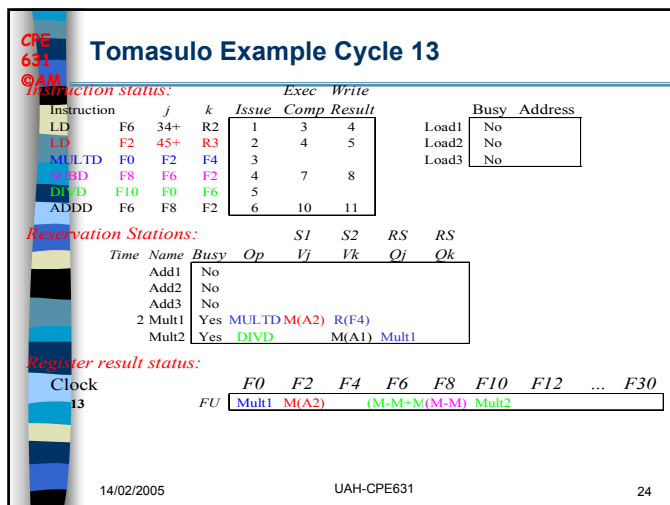 CPE
631
©AM
Tomasulo Example Cycle 13
Instruction status: Exec Write
Instruction j k Issue Comp Result Busy Address
LD F6 34+ R2 1 3 4 Load1 No
LD F2 45+ R3 2 4 5 Load2 No
MULTD F0 F2 F4 3 Load3 No
SUBD F8 F6 F2 4 7 8
DIVD F10 F0 F6 5
ADDD F6 F8 F2 6 10 11
Reservation Stations: S1 S2 RS RS
Time Name Busy Op Vj Vk Qj Qk
Add1 No
Add2 No
Add3 No
2 Mult1 Yes MULTD M(A2) R(F4)
Mult2 Yes DIVD M(A1) Mult1
Register result status:
Clock F0 F2 F4 F6 F8 F10 F12 ... F30
13 FU Mult1 M(A2) (M-M+M (M-M) Mult2
14/02/2005 UAH-CPE631 24